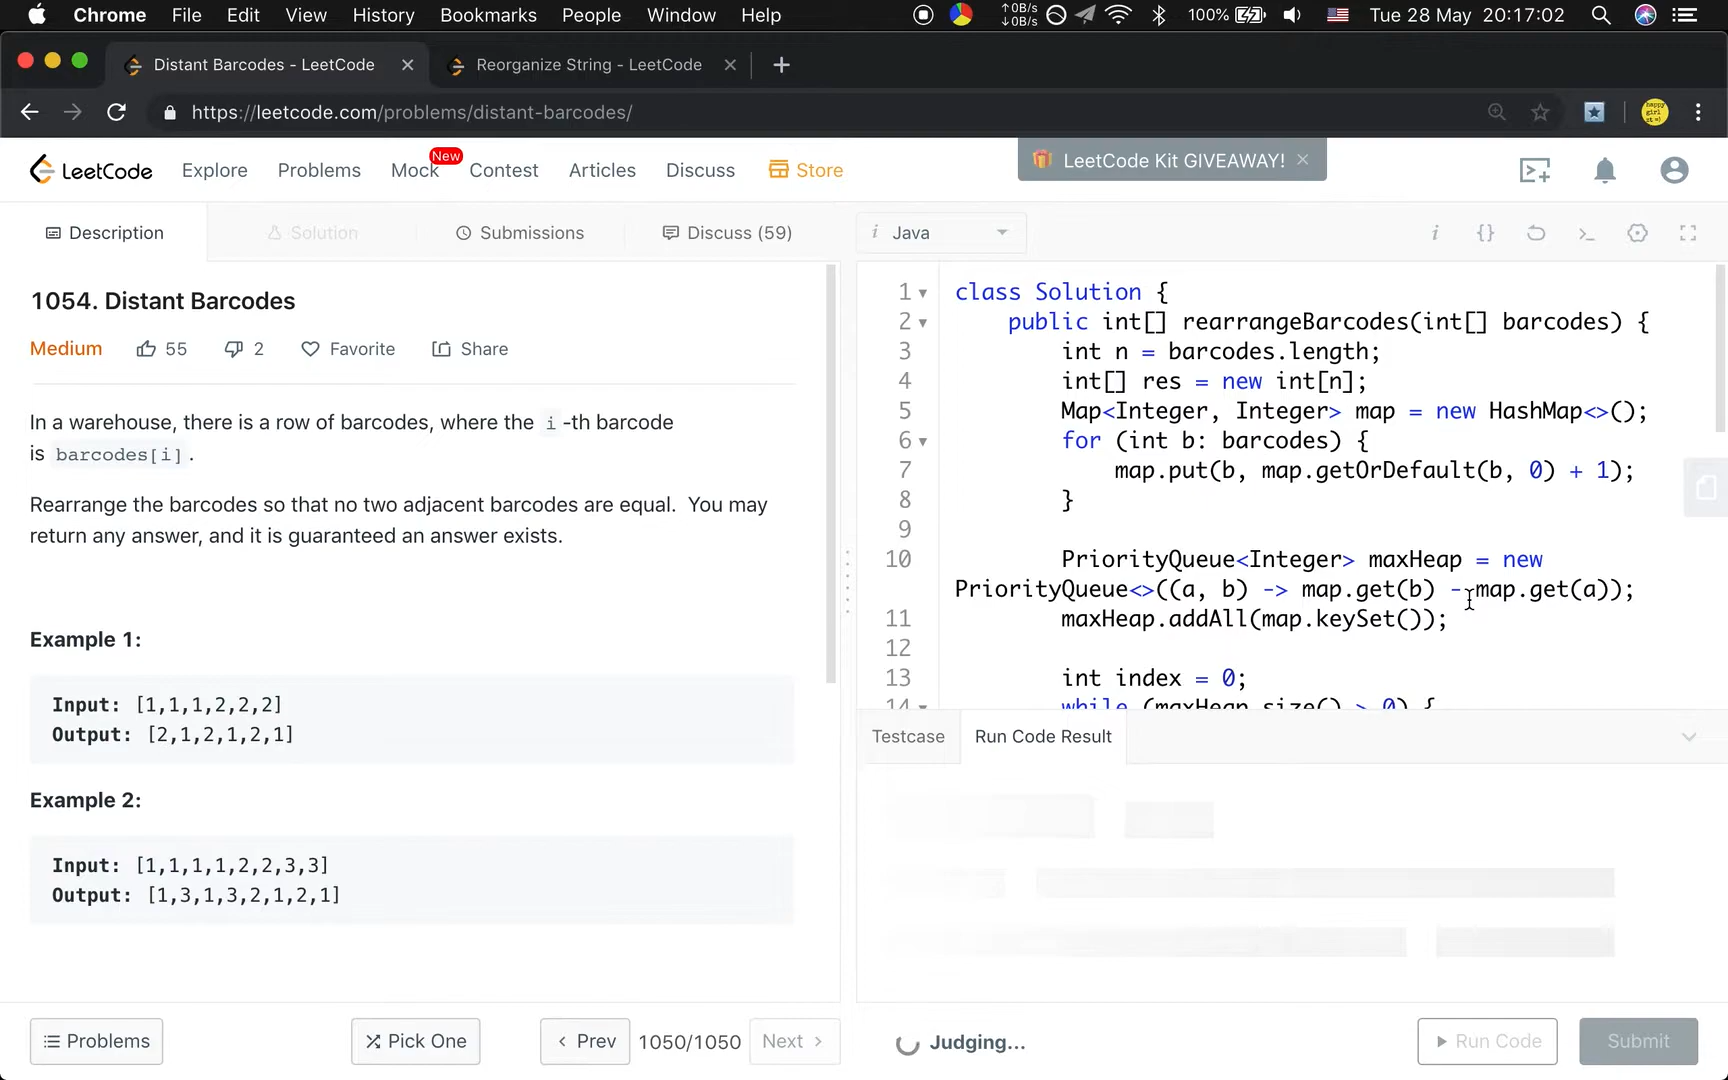 Chrome File Edit View History Bookmarks People Window Help
↑0B/s
↓0B/s
100% Tue 28 May 20:17:02
Distant Barcodes - LeetCode
Reorganize String - LeetCode
https://leetcode.com/problems/distant-barcodes/
happy girl
LeetCode Explore Problems Mock New Contest Articles Discuss Store
LeetCode Kit GIVEAWAY!
Description Solution Submissions Discuss (59)
i Java
i {}
1054. Distant Barcodes
Medium 55 2 Favorite Share
In a warehouse, there is a row of barcodes, where the i -th barcode
is barcodes[i] .
Rearrange the barcodes so that no two adjacent barcodes are equal. You may
return any answer, and it is guaranteed an answer exists.
Example 1:
Input: [1,1,1,2,2,2]
Output: [2,1,2,1,2,1]
Example 2:
Input: [1,1,1,1,2,2,3,3]
Output: [1,3,1,3,2,1,2,1]
1 class Solution {
2 public int[] rearrangeBarcodes(int[] barcodes) {
3 int n = barcodes.length;
4 int[] res = new int[n];
5 Map<Integer, Integer> map = new HashMap<>();
6 for (int b: barcodes) {
7 map.put(b, map.getOrDefault(b, 0) + 1);
8 }
9
10 PriorityQueue<Integer> maxHeap = new
PriorityQueue<>((a, b) -> map.get(b) - map.get(a));
11 maxHeap.addAll(map.keySet());
12
13 int index = 0;
14 while (maxHeap.size() > 0) {
Testcase Run Code Result
Problems
Pick One
Prev 1050/1050 Next
Judging...
Run Code
Submit